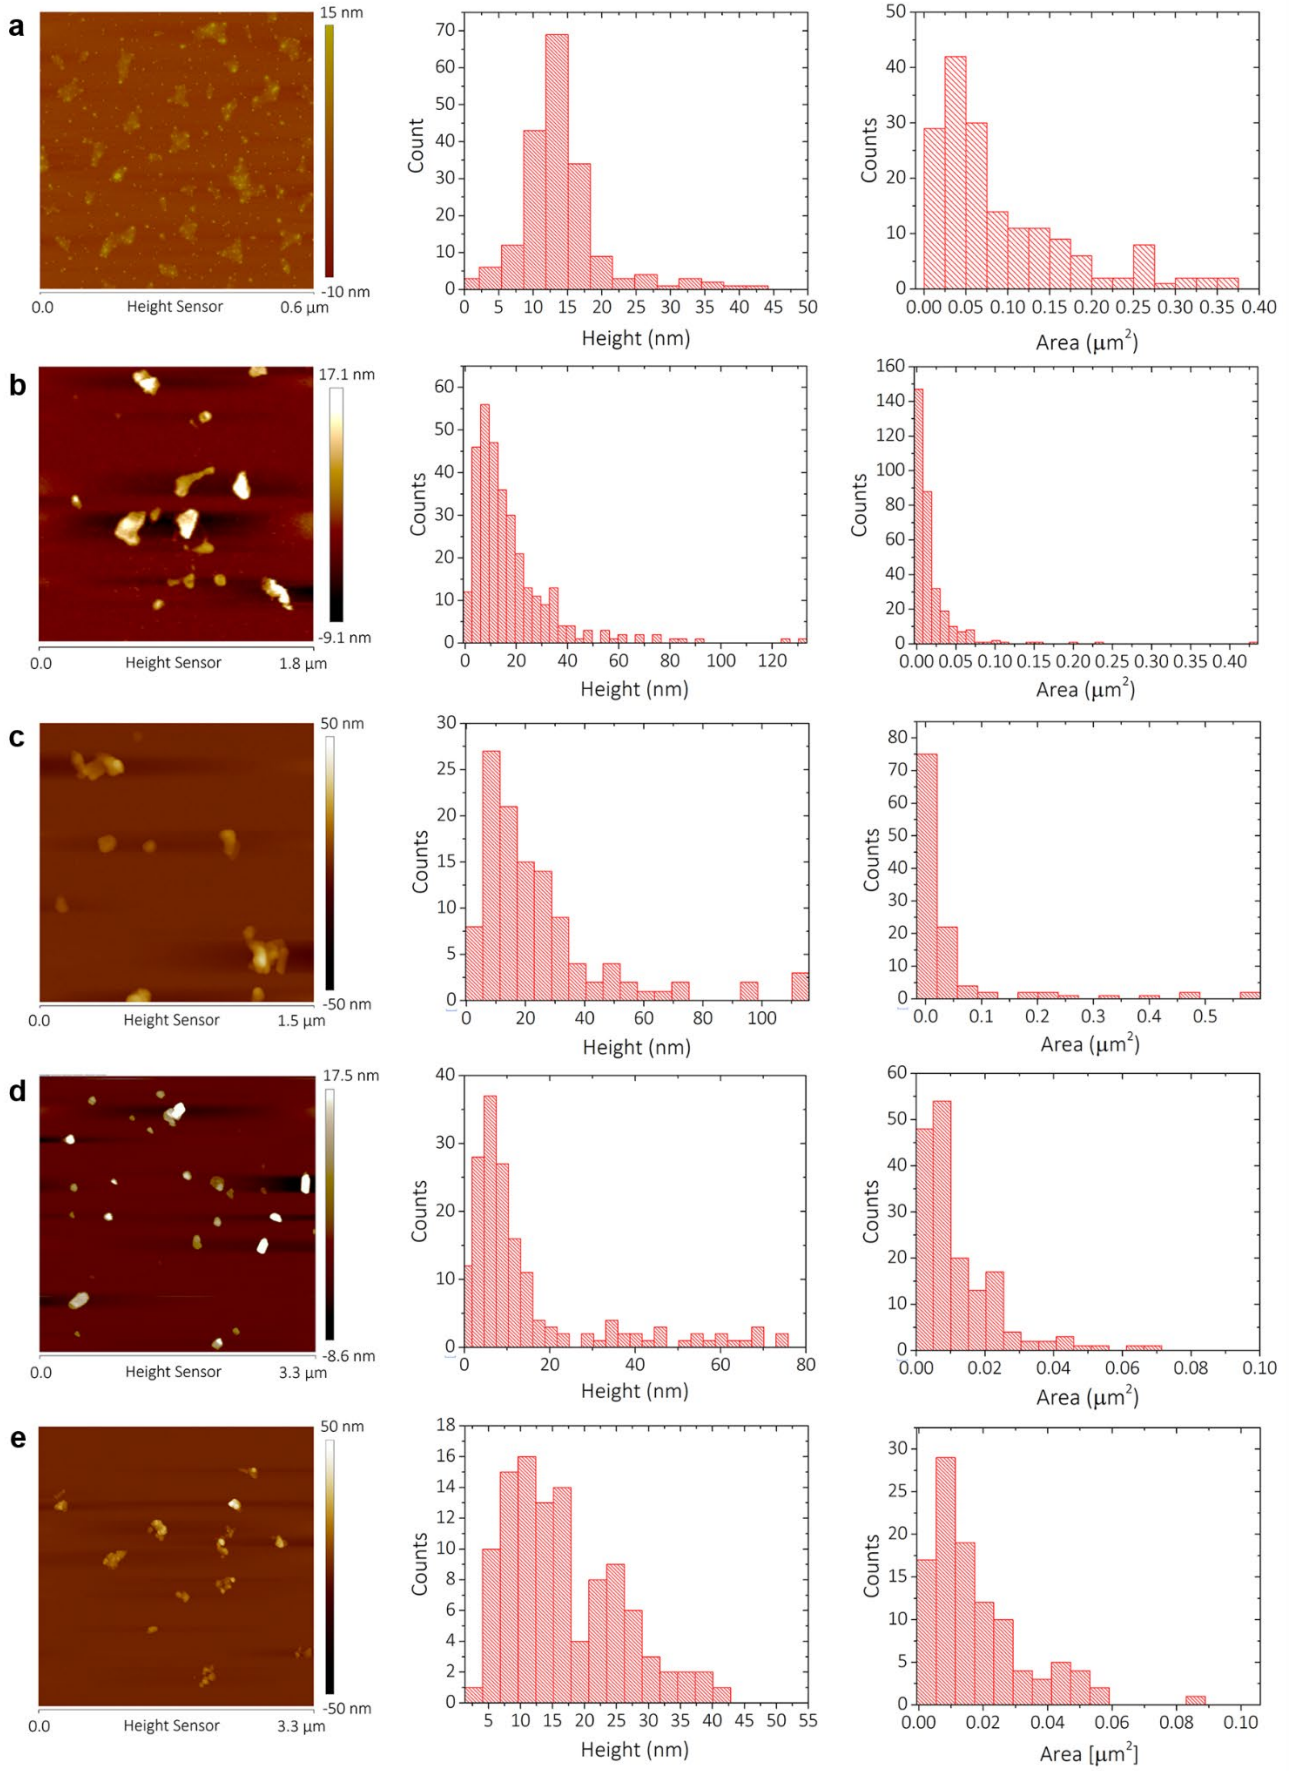 a
15 nm
-10 nm
0.0
Height Sensor
0.6 μm
70
60
50
40
30
20
10
0
Count
0 5 10 15 20 25 30 35 40 45 50
Height (nm)
50
40
30
20
10
0
Counts
0.00 0.05 0.10 0.15 0.20 0.25 0.30 0.35 0.40
Area (μm²)
b
17.1 nm
-9.1 nm
0.0
Height Sensor
1.8 μm
60
50
40
30
20
10
0
Counts
0 20 40 60 80 100 120
Height (nm)
160
140
120
100
80
60
40
20
0
Counts
0.00 0.05 0.10 0.15 0.20 0.25 0.30 0.35 0.40
Area (μm²)
c
50 nm
-50 nm
0.0
Height Sensor
1.5 μm
30
25
20
15
10
5
0
Counts
0 20 40 60 80 100
Height (nm)
80
70
60
50
40
30
20
10
0
Counts
0.0 0.1 0.2 0.3 0.4 0.5
Area (μm²)
d
17.5 nm
-8.6 nm
0.0
Height Sensor
3.3 μm
40
30
20
10
0
Counts
0 20 40 60 80
Height (nm)
60
50
40
30
20
10
0
Counts
0.00 0.02 0.04 0.06 0.08 0.10
Area (μm²)
e
50 nm
-50 nm
0.0
Height Sensor
3.3 μm
18
16
14
12
10
8
6
4
2
0
Counts
5 10 15 20 25 30 35 40 45 50 55
Height (nm)
30
25
20
15
10
5
0
Counts
0.00 0.02 0.04 0.06 0.08 0.10
Area [μm²]